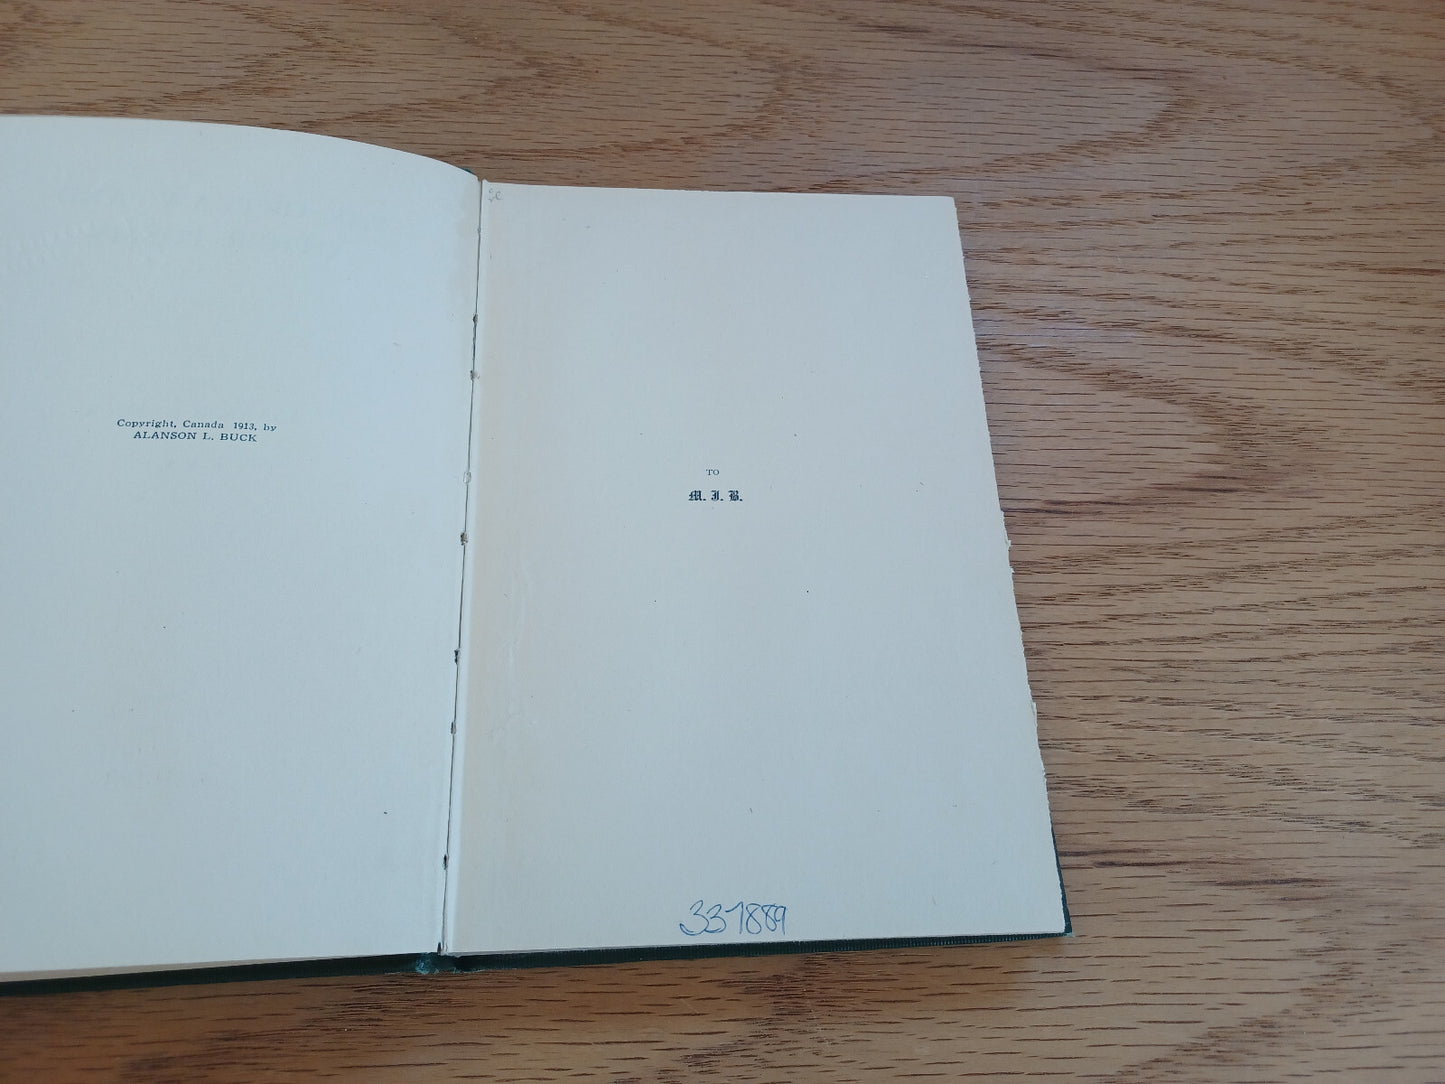 Copyright, Canada 1913, by
ALANSON L. BUCK
TO
M. I. B.
331889